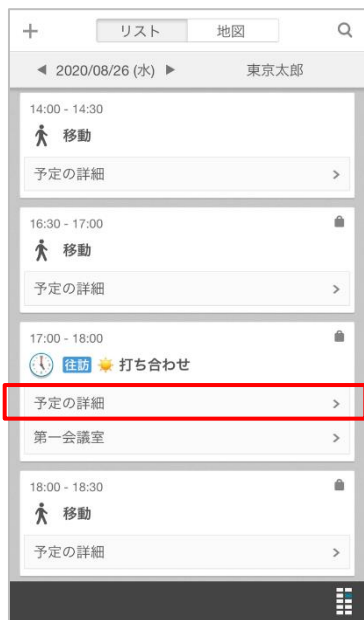 リスト 地図
2020/08/26 (水) 東京太郎
14:00 - 14:30
移動
予定の詳細
16:30 - 17:00
移動
予定の詳細
17:00 - 18:00
往訪 打ち合わせ
予定の詳細
第一会議室
18:00 - 18:30
移動
予定の詳細